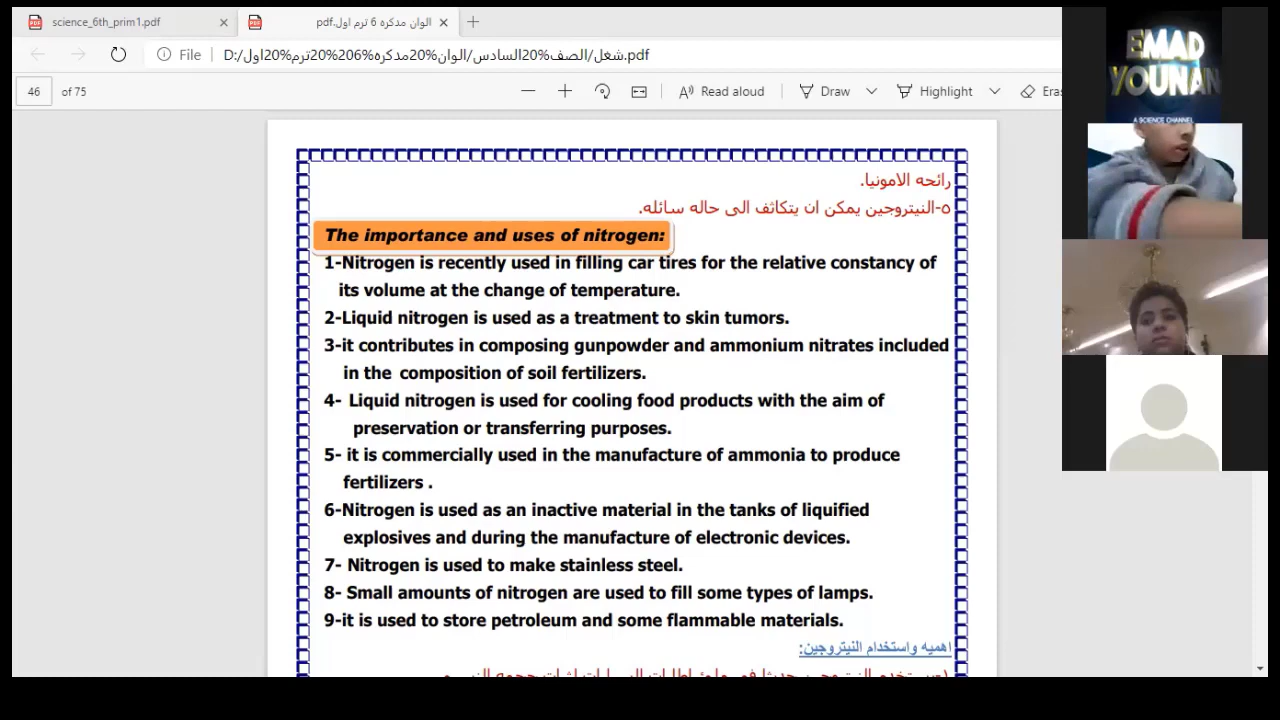 science_6th_prim1.pdf
الوان مدكره 6 ترم اول.pdf
File
D:/شغل/الصف%20السادس/الوان%20مدكره%206%20ترم%20اول.pdf
46 of 75
Read aloud
Draw
Highlight
Eras
EMAD
YOUNAN
A SCIENCE CHANNEL
رائحه الامونيا.
٥-النيتروجين يمكن ان يتكاثف الى حاله سائله.
The importance and uses of nitrogen:
1-Nitrogen is recently used in filling car tires for the relative constancy of
its volume at the change of temperature.
2-Liquid nitrogen is used as a treatment to skin tumors.
3-it contributes in composing gunpowder and ammonium nitrates included
in the composition of soil fertilizers.
4- Liquid nitrogen is used for cooling food products with the aim of
preservation or transferring purposes.
5- it is commercially used in the manufacture of ammonia to produce
fertilizers .
6-Nitrogen is used as an inactive material in the tanks of liquified
explosives and during the manufacture of electronic devices.
7- Nitrogen is used to make stainless steel.
8- Small amounts of nitrogen are used to fill some types of lamps.
9-it is used to store petroleum and some flammable materials.
اهميه واستخدام النيتروجين: